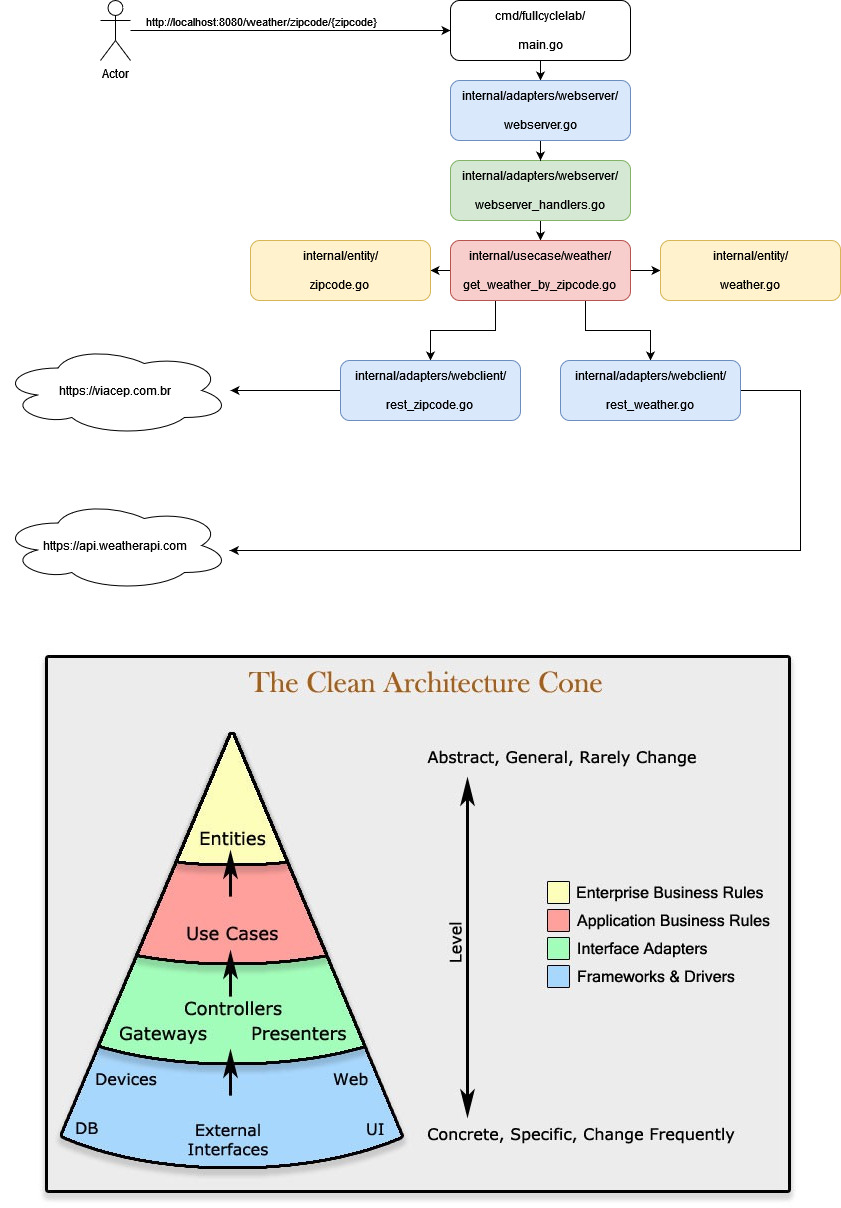 http://localhost:8080/weather/zipcode/{zipcode}
Actor
cmd/fullcyclelab/
main.go
internal/adapters/webserver/
webserver.go
internal/adapters/webserver/
webserver_handlers.go
internal/entity/
zipcode.go
internal/usecase/weather/
get_weather_by_zipcode.go
internal/entity/
weather.go
https://viacep.com.br
internal/adapters/webclient/
rest_zipcode.go
internal/adapters/webclient/
rest_weather.go
https://api.weatherapi.com
The Clean Architecture Cone
Abstract, General, Rarely Change
Entities
Use Cases
Controllers
Gateways Presenters
Devices Web
DB UI
External
Interfaces
Level
Enterprise Business Rules
Application Business Rules
Interface Adapters
Frameworks & Drivers
Concrete, Specific, Change Frequently